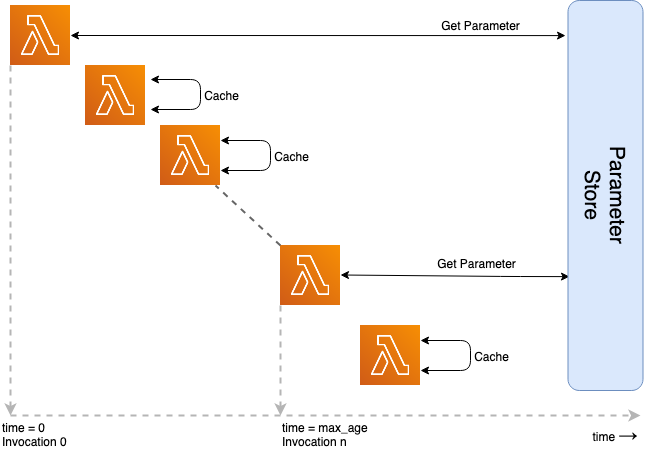 Get Parameter
Cache
Cache
Parameter
Store
Get Parameter
Cache
time = 0
Invocation 0
time = max_age
Invocation n
time →